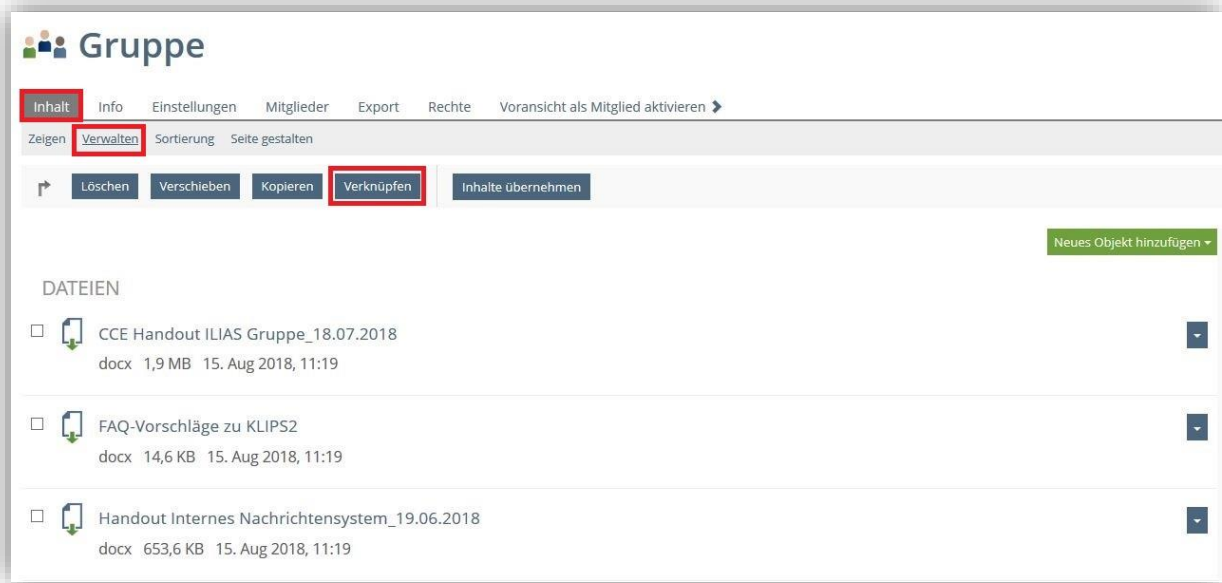 Gruppe
Inhalt Info Einstellungen Mitglieder Export Rechte Voransicht als Mitglied aktivieren
Zeigen Verwalten Sortierung Seite gestalten
Löschen Verschieben Kopieren Verknüpfen Inhalte übernehmen
Neues Objekt hinzufügen
DATEIEN
CCE Handout ILIAS Gruppe_18.07.2018
docx 1,9 MB 15. Aug 2018, 11:19
FAQ-Vorschläge zu KLIPS2
docx 14,6 KB 15. Aug 2018, 11:19
Handout Internes Nachrichtensystem_19.06.2018
docx 653,6 KB 15. Aug 2018, 11:19